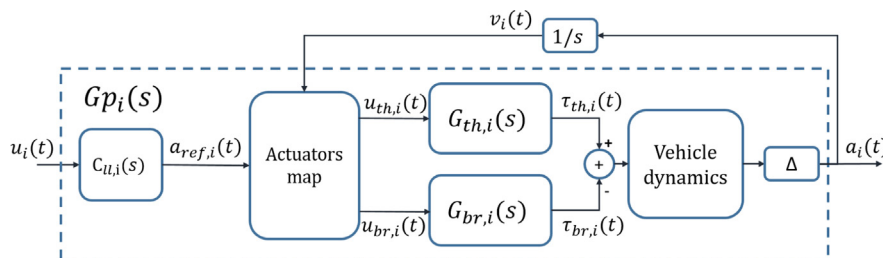 v_i(t)
1/s
Gp_i(s)
u_i(t)
C_{ll,i}(s)
a_{ref,i}(t)
Actuators
map
u_{th,i}(t)
G_{th,i}(s)
τ_{th,i}(t)
+
+
-
u_{br,i}(t)
G_{br,i}(s)
τ_{br,i}(t)
Vehicle
dynamics
Δ
a_i(t)